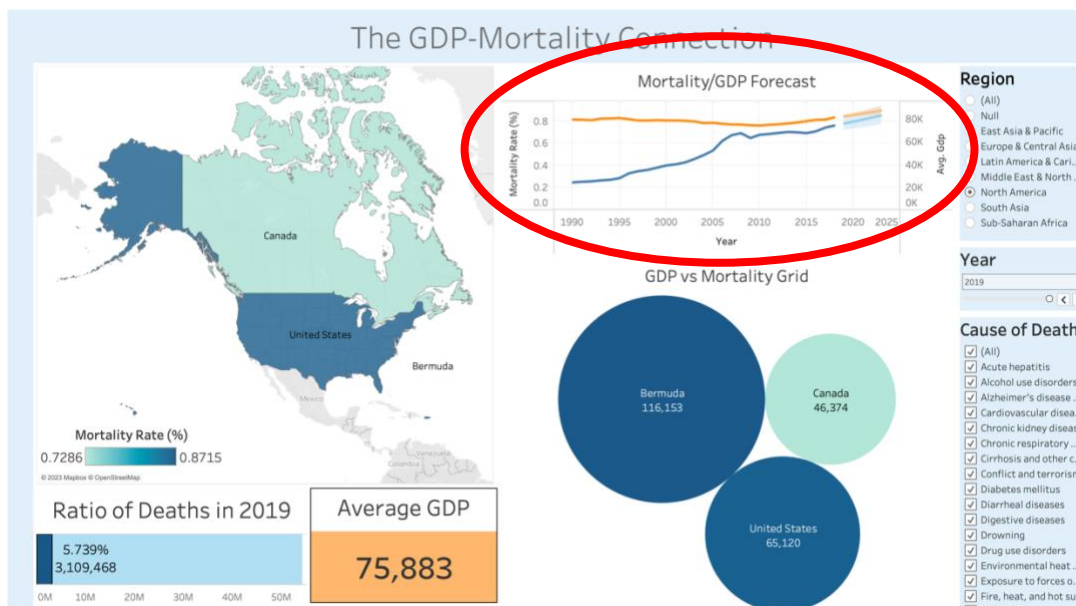 The GDP-Mortality Connection
Canada
United States
Bermuda
Mexico
Venezuela
Colombia
Mortality Rate (%)
0.7286
0.8715
© 2023 Mapbox © OpenStreetMap
Ratio of Deaths in 2019
5.739%
3,109,468
0M 10M 20M 30M 40M 50M
Average GDP
75,883
Mortality/GDP Forecast
Mortality Rate (%)
0.8
0.6
0.4
0.2
0.0
80K
60K
40K
20K
0K
Avg. Gdp
1990 1995 2000 2005 2010 2015 2020 2025
Year
GDP vs Mortality Grid
Bermuda
116,153
Canada
46,374
United States
65,120
Region
(All)
Null
East Asia & Pacific
Europe & Central Asia
Latin America & Cari..
Middle East & North .
North America
South Asia
Sub-Saharan Africa
Year
2019
Cause of Death
(All)
Acute hepatitis
Alcohol use disorders
Alzheimer's disease ..
Cardiovascular disea..
Chronic kidney diseas
Chronic respiratory ..
Cirrhosis and other c..
Conflict and terrorism
Diabetes mellitus
Diarrheal diseases
Digestive diseases
Drowning
Drug use disorders
Environmental heat ..
Exposure to forces o..
Fire, heat, and hot su